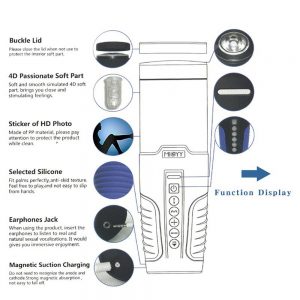 Buckle Lid
Please close the lid when not use to
protect the interior soft part.
4D Passionate Soft Part
Soft and smooth simulated 4D soft
part, brings you close and
stimulating feelings.
Sticker of HD Photo
Made of PP material, please pay
attention to protect the product
while clean.
Selected Silicone
Fit palms perfectly, anti-skid texture.
Feel free to play, and not easy to slip
from hands.
Earphones Jack
When using the product, insert the
earphones to listen to real and
natural sexual vocalizations. It would
gives you immersive enjoyment.
Magnetic Suction Charging
Do not need to recognize the anode and
cathode. Strong magnetic absorption ,
not easy to fall off.
Function Display